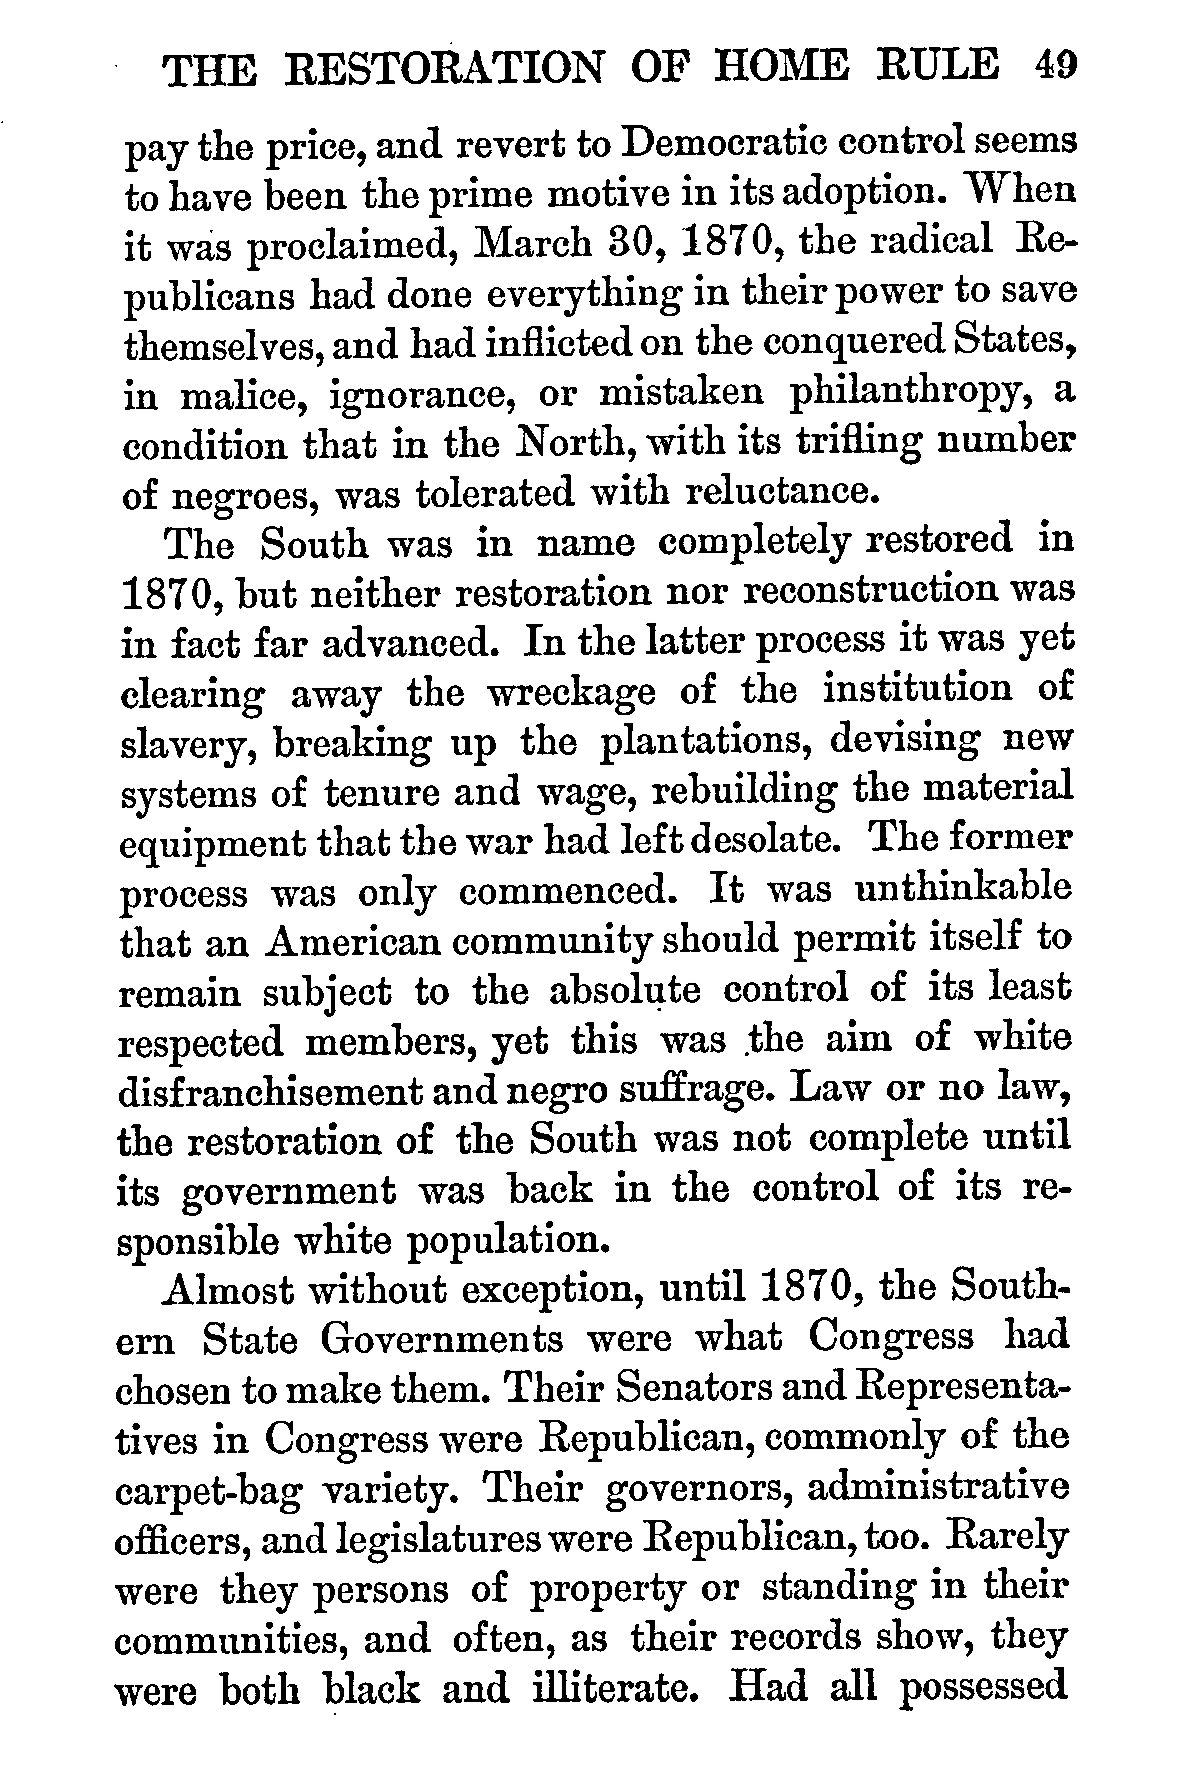 THE RESTORATION OF HOME RULE 49
pay the price, and revert to Democratic control seems
to have been the prime motive in its adoption. When
it was proclaimed, March 30, 1870, the radical Re-
publicans had done everything in their power to save
themselves, and had inflicted on the conquered States,
in malice, ignorance, or mistaken philanthropy, a
condition that in the North, with its trifling number
of negroes, was tolerated with reluctance.
The South was in name completely restored in
1870, but neither restoration nor reconstruction was
in fact far advanced. In the latter process it was yet
clearing away the wreckage of the institution of
slavery, breaking up the plantations, devising new
systems of tenure and wage, rebuilding the material
equipment that the war had left desolate. The former
process was only commenced. It was unthinkable
that an American community should permit itself to
remain subject to the absolute control of its least
respected members, yet this was the aim of white
disfranchisement and negro suffrage. Law or no law,
the restoration of the South was not complete until
its government was back in the control of its re-
sponsible white population.
Almost without exception, until 1870, the South-
ern State Governments were what Congress had
chosen to make them. Their Senators and Representa-
tives in Congress were Republican, commonly of the
carpet-bag variety. Their governors, administrative
officers, and legislatures were Republican, too. Rarely
were they persons of property or standing in their
communities, and often, as their records show, they
were both black and illiterate. Had all possessed